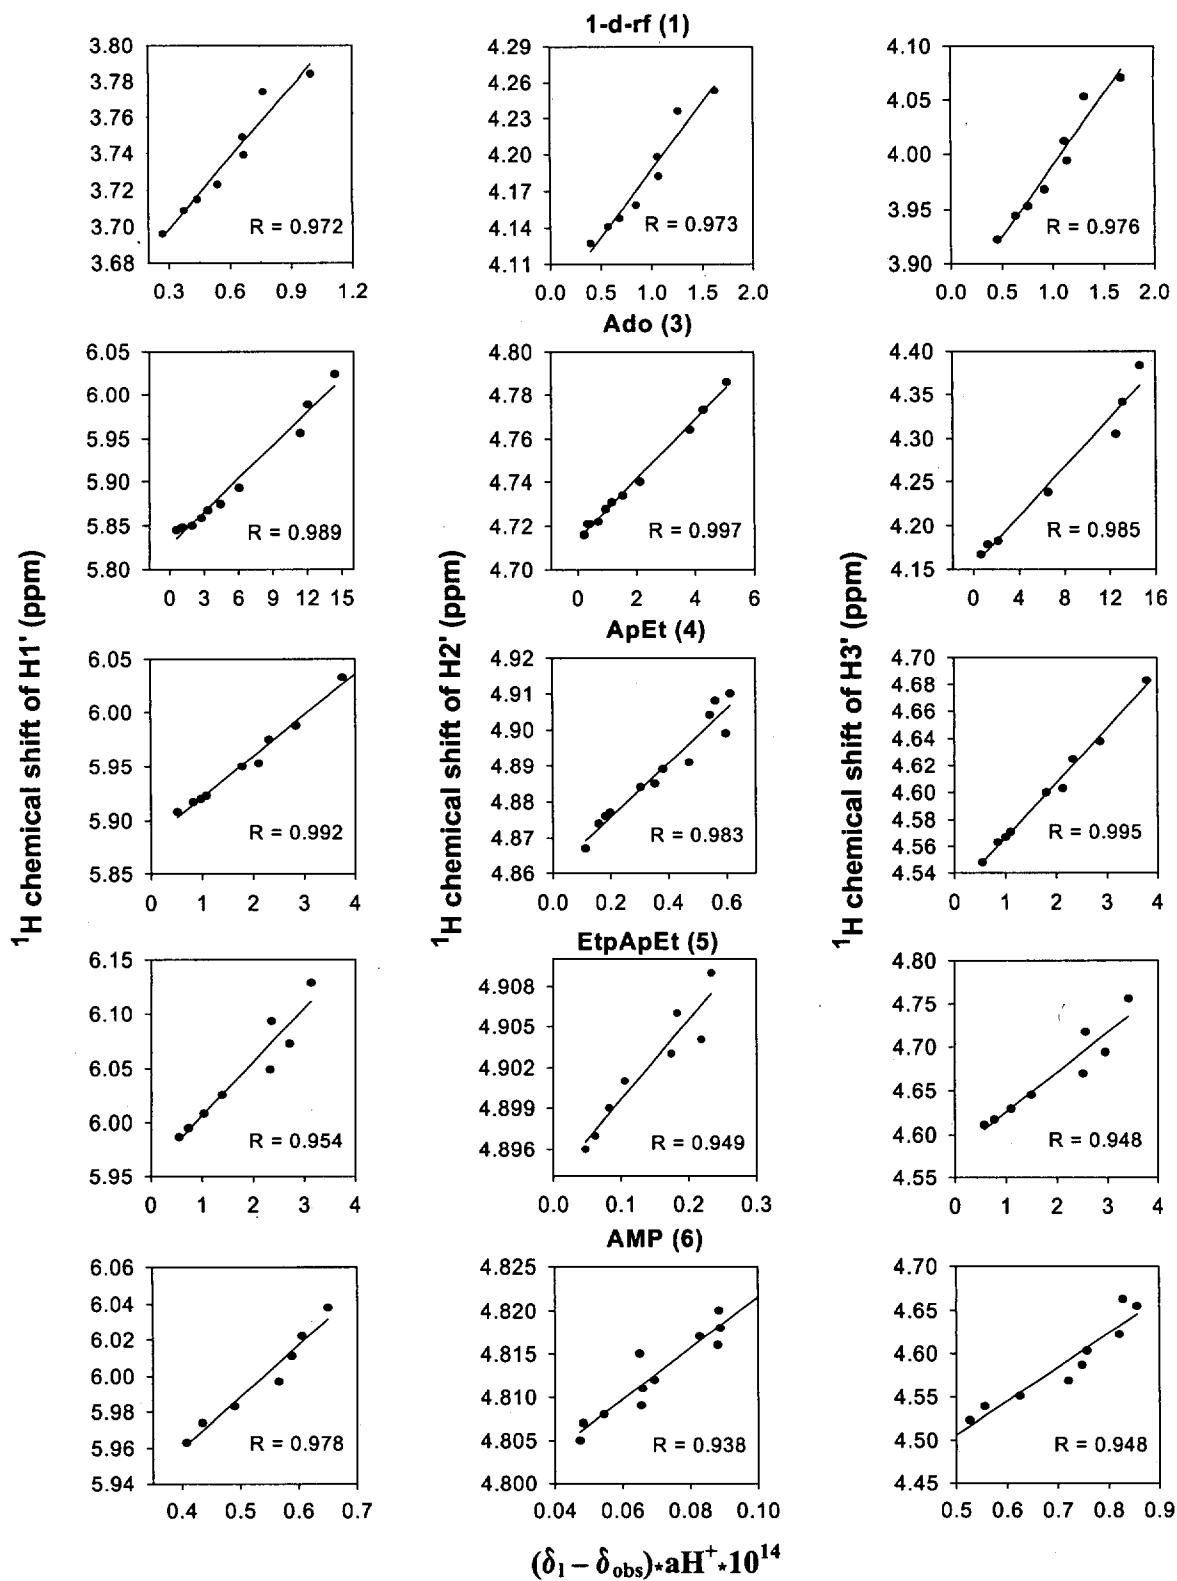 1-d-rf (1)
3.80
3.78
3.76
3.74
3.72
3.70
3.68
R = 0.972
0.3 0.6 0.9 1.2
4.29
4.26
4.23
4.20
4.17
4.14
4.11
R = 0.973
0.0 0.5 1.0 1.5 2.0
4.10
4.05
4.00
3.95
3.90
R = 0.976
0.0 0.5 1.0 1.5 2.0
Ado (3)
6.05
6.00
5.95
5.90
5.85
5.80
R = 0.989
0 3 6 9 12 15
4.80
4.78
4.76
4.74
4.72
4.70
R = 0.997
0 2 4 6
4.40
4.35
4.30
4.25
4.20
4.15
R = 0.985
0 4 8 12 16
ApEt (4)
6.05
6.00
5.95
5.90
5.85
R = 0.992
0 1 2 3 4
4.92
4.91
4.90
4.89
4.88
4.87
4.86
R = 0.983
0.0 0.2 0.4 0.6
4.70
4.68
4.66
4.64
4.62
4.60
4.58
4.56
4.54
R = 0.995
0 1 2 3 4
¹H chemical shift of H1' (ppm)
¹H chemical shift of H2' (ppm)
¹H chemical shift of H3' (ppm)
EtpApEt (5)
6.15
6.10
6.05
6.00
5.95
R = 0.954
0 1 2 3 4
4.908
4.905
4.902
4.899
4.896
R = 0.949
0.0 0.1 0.2 0.3
4.80
4.75
4.70
4.65
4.60
4.55
R = 0.948
0 1 2 3 4
AMP (6)
6.06
6.04
6.02
6.00
5.98
5.96
5.94
R = 0.978
0.4 0.5 0.6 0.7
4.825
4.820
4.815
4.810
4.805
4.800
R = 0.938
0.04 0.06 0.08 0.10
4.70
4.65
4.60
4.55
4.50
4.45
R = 0.948
0.5 0.6 0.7 0.8 0.9
(δ₁ – δobs)*aH⁺*10¹⁴